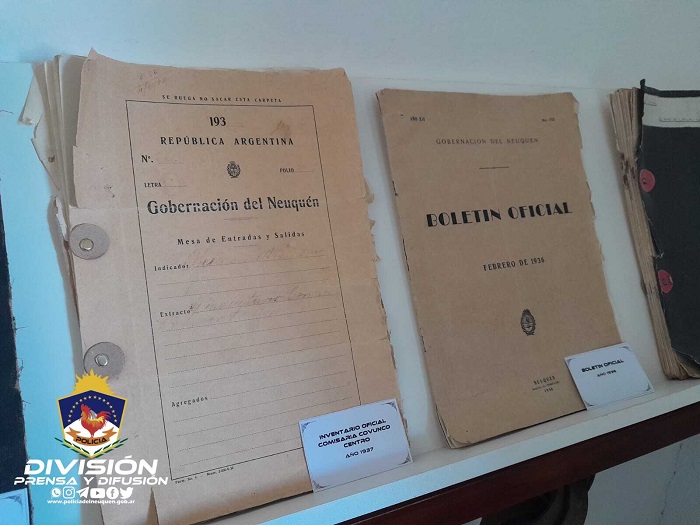 SE RUEGA NO SACAR ESTA CARPETA
193
REPÚBLICA ARGENTINA
Nº.
LETRA
FOLIO
Gobernación del Neuquén
Mesa de Entradas y Salidas
Indicador
Extracto
Agregados
INVENTARIO OFICIAL
COMISARIA COVUNCO
CENTRO
AÑO 1937
GOBERNACIÓN DEL NEUQUÉN
BOLETIN OFICIAL
FEBRERO DE 1936
NEUQUEN
1936
BOLETIN OFICIAL
AÑO 1936
POLICIA
DIVISIÓN
PRENSA Y DIFUSIÓN
www.policiadelneuquen.gob.ar